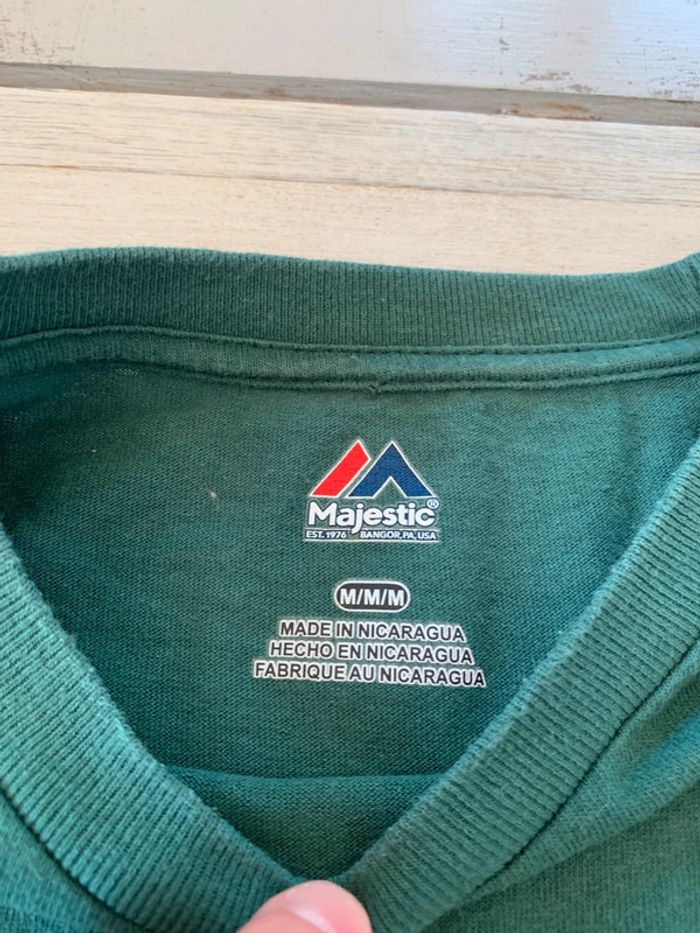 Majestic®
EST. 1976 BANGOR, PA, USA
M/M/M
MADE IN NICARAGUA
HECHO EN NICARAGUA
FABRIQUE AU NICARAGUA